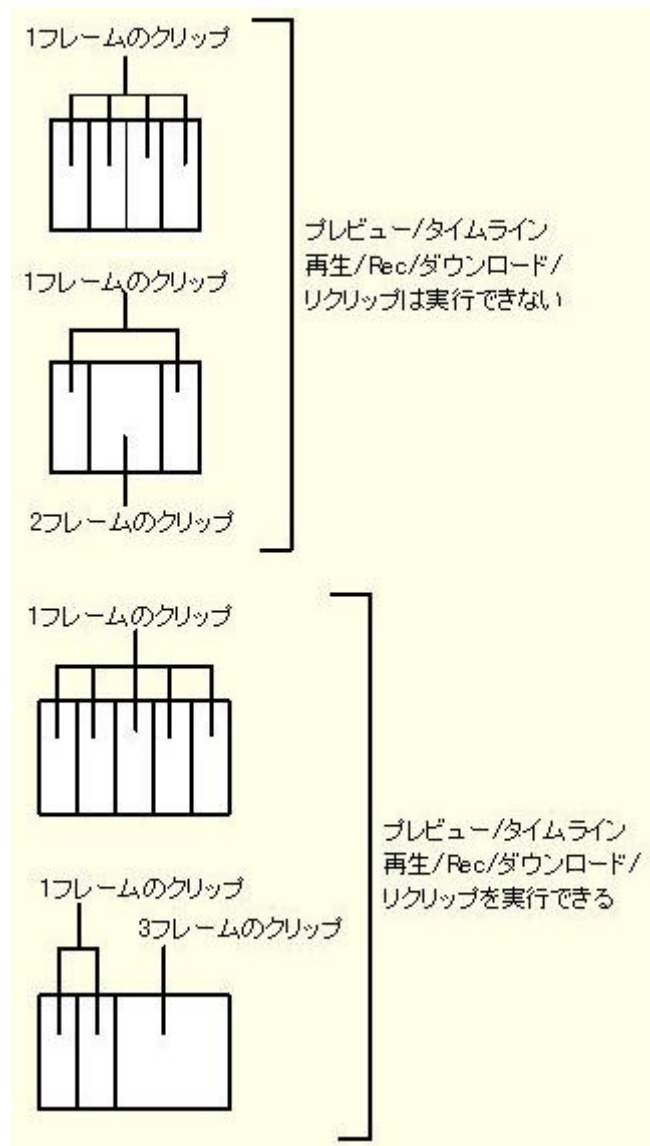 1フレームのクリップ
プレビュー/タイムライン
再生/Rec/ダウンロード/
リクリップは実行できない
1フレームのクリップ
2フレームのクリップ
1フレームのクリップ
プレビュー/タイムライン
再生/Rec/ダウンロード/
リクリップを実行できる
1フレームのクリップ
3フレームのクリップ